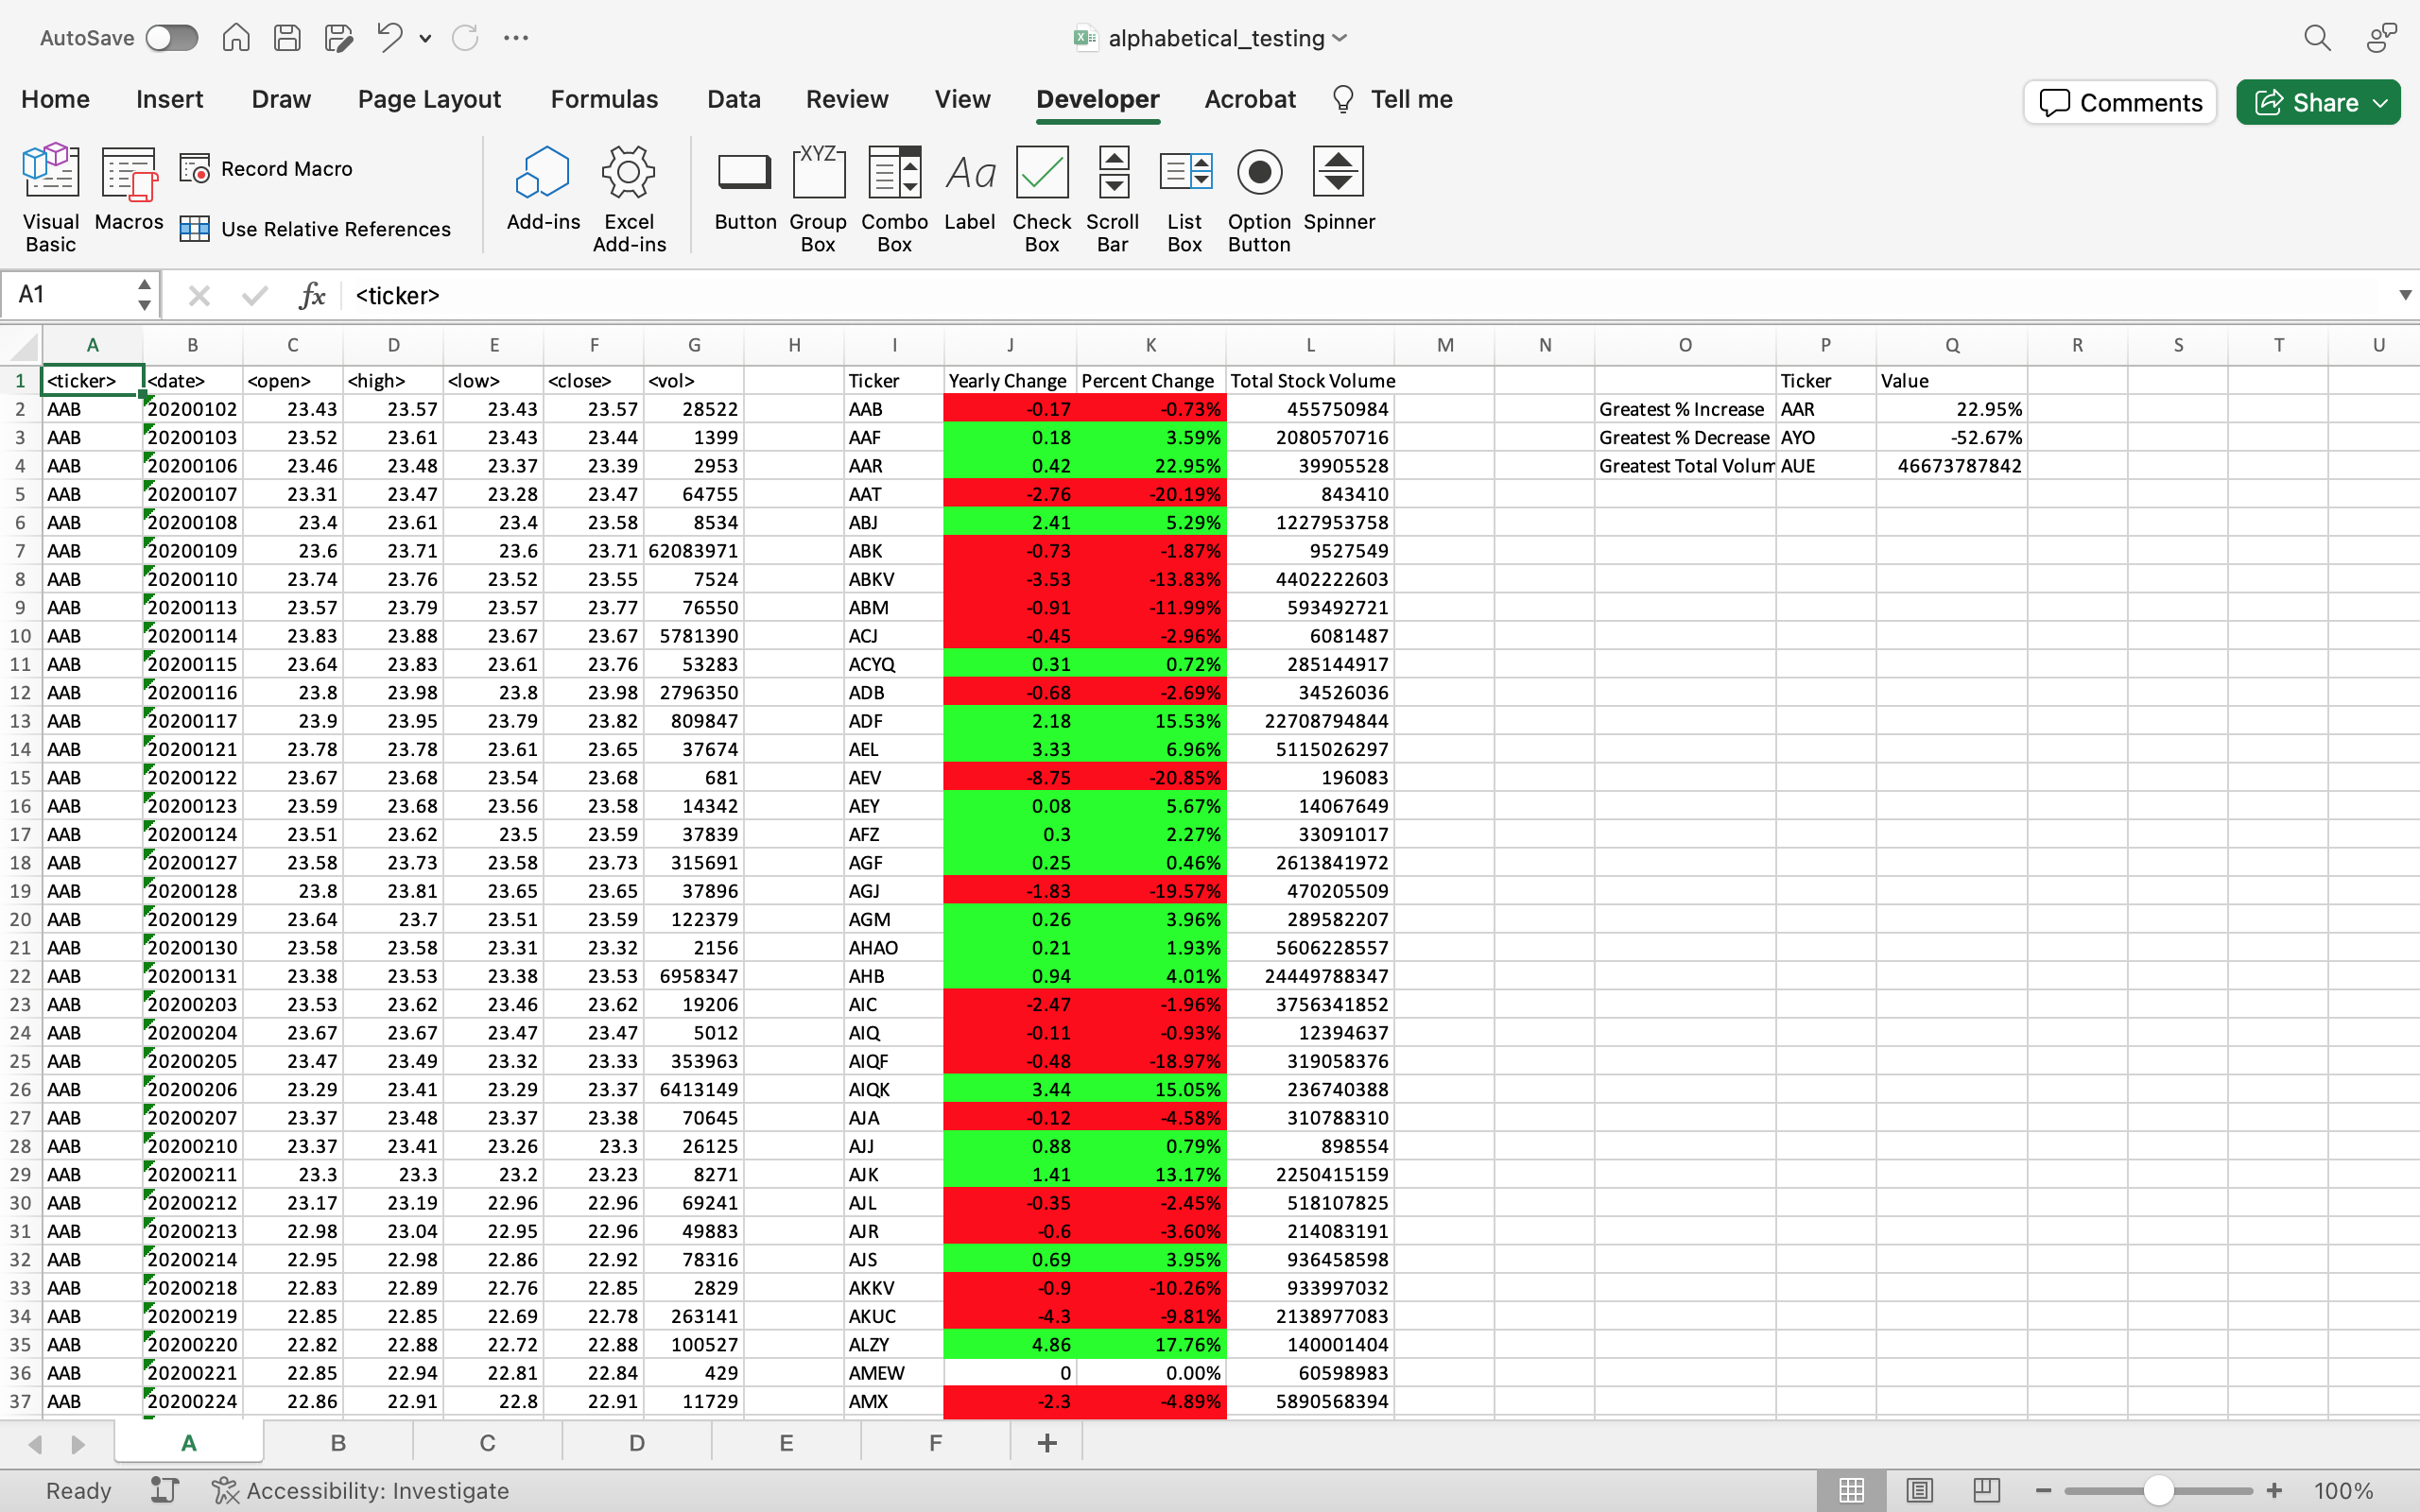 AutoSave alphabetical_testing
Home Insert Draw Page Layout Formulas Data Review View Developer Acrobat Tell me Comments Share
Visual Basic Macros Record Macro Use Relative References Add-ins Excel Add-ins Button Group Box Combo Box Label Check Box Scroll Bar List Box Option Button Spinner
XYZ Aa
A1 fx <ticker>
A B C D E F G H I J K L M N O P Q R S T U
1 <ticker> <date> <open> <high> <low> <close> <vol> Ticker Yearly Change Percent Change Total Stock Volume Ticker Value
2 AAB 20200102 23.43 23.57 23.43 23.57 28522 AAB -0.17 -0.73% 455750984 Greatest % Increase AAR 22.95%
3 AAB 20200103 23.52 23.61 23.43 23.44 1399 AAF 0.18 3.59% 2080570716 Greatest % Decrease AYO -52.67%
4 AAB 20200106 23.46 23.48 23.37 23.39 2953 AAR 0.42 22.95% 39905528 Greatest Total Volum AUE 46673787842
5 AAB 20200107 23.31 23.47 23.28 23.47 64755 AAT -2.76 -20.19% 843410
6 AAB 20200108 23.4 23.61 23.4 23.58 8534 ABJ 2.41 5.29% 1227953758
7 AAB 20200109 23.6 23.71 23.6 23.71 62083971 ABK -0.73 -1.87% 9527549
8 AAB 20200110 23.74 23.76 23.52 23.55 7524 ABKV -3.53 -13.83% 4402222603
9 AAB 20200113 23.57 23.79 23.57 23.77 76550 ABM -0.91 -11.99% 593492721
10 AAB 20200114 23.83 23.88 23.67 23.67 5781390 ACJ -0.45 -2.96% 6081487
11 AAB 20200115 23.64 23.83 23.61 23.76 53283 ACYQ 0.31 0.72% 285144917
12 AAB 20200116 23.8 23.98 23.8 23.98 2796350 ADB -0.68 -2.69% 34526036
13 AAB 20200117 23.9 23.95 23.79 23.82 809847 ADF 2.18 15.53% 22708794844
14 AAB 20200121 23.78 23.78 23.61 23.65 37674 AEL 3.33 6.96% 5115026297
15 AAB 20200122 23.67 23.68 23.54 23.68 681 AEV -8.75 -20.85% 196083
16 AAB 20200123 23.59 23.68 23.56 23.58 14342 AEY 0.08 5.67% 14067649
17 AAB 20200124 23.51 23.62 23.5 23.59 37839 AFZ 0.3 2.27% 33091017
18 AAB 20200127 23.58 23.73 23.58 23.73 315691 AGF 0.25 0.46% 2613841972
19 AAB 20200128 23.8 23.81 23.65 23.65 37896 AGJ -1.83 -19.57% 470205509
20 AAB 20200129 23.64 23.7 23.51 23.59 122379 AGM 0.26 3.96% 289582207
21 AAB 20200130 23.58 23.58 23.31 23.32 2156 AHAO 0.21 1.93% 5606228557
22 AAB 20200131 23.38 23.53 23.38 23.53 6958347 AHB 0.94 4.01% 24449788347
23 AAB 20200203 23.53 23.62 23.46 23.62 19206 AIC -2.47 -1.96% 3756341852
24 AAB 20200204 23.67 23.67 23.47 23.47 5012 AIQ -0.11 -0.93% 12394637
25 AAB 20200205 23.47 23.49 23.32 23.33 353963 AIQF -0.48 -18.97% 319058376
26 AAB 20200206 23.29 23.41 23.29 23.37 6413149 AIQK 3.44 15.05% 236740388
27 AAB 20200207 23.37 23.48 23.37 23.38 70645 AJA -0.12 -4.58% 310788310
28 AAB 20200210 23.37 23.41 23.26 23.3 26125 AJJ 0.88 0.79% 898554
29 AAB 20200211 23.3 23.3 23.2 23.23 8271 AJK 1.41 13.17% 2250415159
30 AAB 20200212 23.17 23.19 22.96 22.96 69241 AJL -0.35 -2.45% 518107825
31 AAB 20200213 22.98 23.04 22.95 22.96 49883 AJR -0.6 -3.60% 214083191
32 AAB 20200214 22.95 22.98 22.86 22.92 78316 AJS 0.69 3.95% 936458598
33 AAB 20200218 22.83 22.89 22.76 22.85 2829 AKKV -0.9 -10.26% 933997032
34 AAB 20200219 22.85 22.85 22.69 22.78 263141 AKUC -4.3 -9.81% 2138977083
35 AAB 20200220 22.82 22.88 22.72 22.88 100527 ALZY 4.86 17.76% 140001404
36 AAB 20200221 22.85 22.94 22.81 22.84 429 AMEW 0 0.00% 60598983
37 AAB 20200224 22.86 22.91 22.8 22.91 11729 AMX -2.3 -4.89% 5890568394
A B C D E F +
Ready Accessibility: Investigate 100%